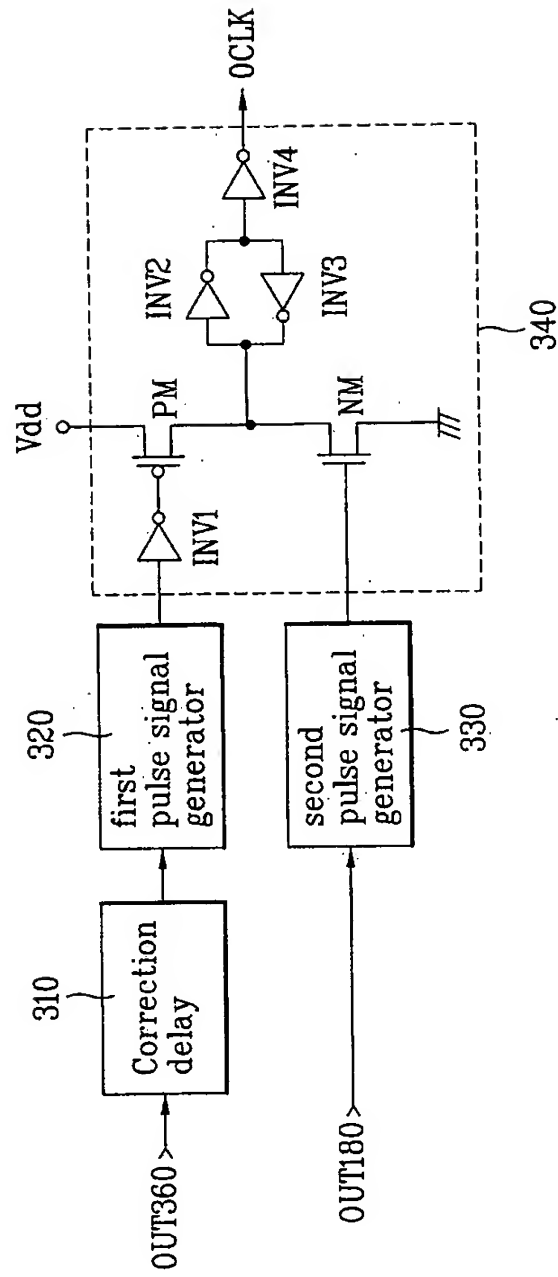 OUT360
310
Correction
delay
320
first
pulse signal
generator
OUT180
second
pulse signal
generator
330
Vdd
INV1
PM
NM
INV2
INV3
INV4
OCLK
340